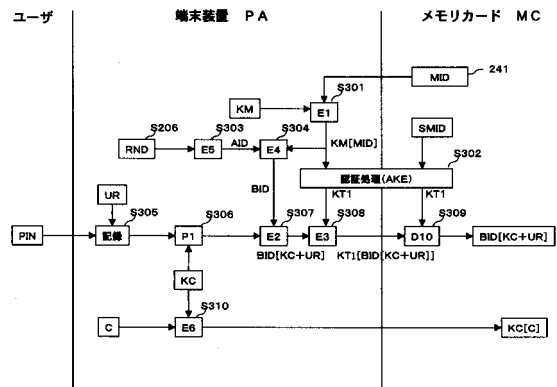 ユーザ
端末装置 PA
メモリカード MC
MID
241
S301
KM
E1
SMID
S206
S303
S304
RND
E5
AID
E4
KM[MID]
S302
認証処理(AKE)
UR
BID
KT1
KT1
S305
S306
S307
S308
S309
PIN
記録
P1
E2
E3
D10
BID[KC+UR]
BID[KC+UR]
KT1[BID[KC+UR]]
KC
S310
C
E6
KC[C]